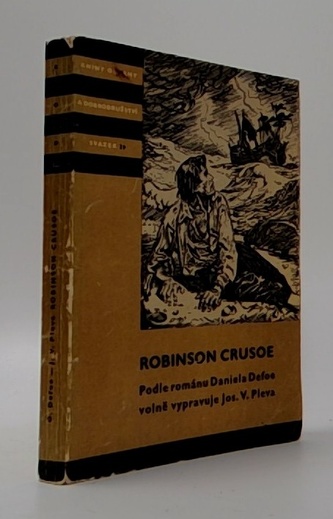 KNIHY ODVAHY
A DOBRODRUŽSTVÍ
SVAZEK 19
ROBINSON CRUSOE
Podle románu Daniela Defoe
volně vypravuje Jos. V. Pleva
D. Defoe — J. V. Pleva ROBINSON CRUSOE